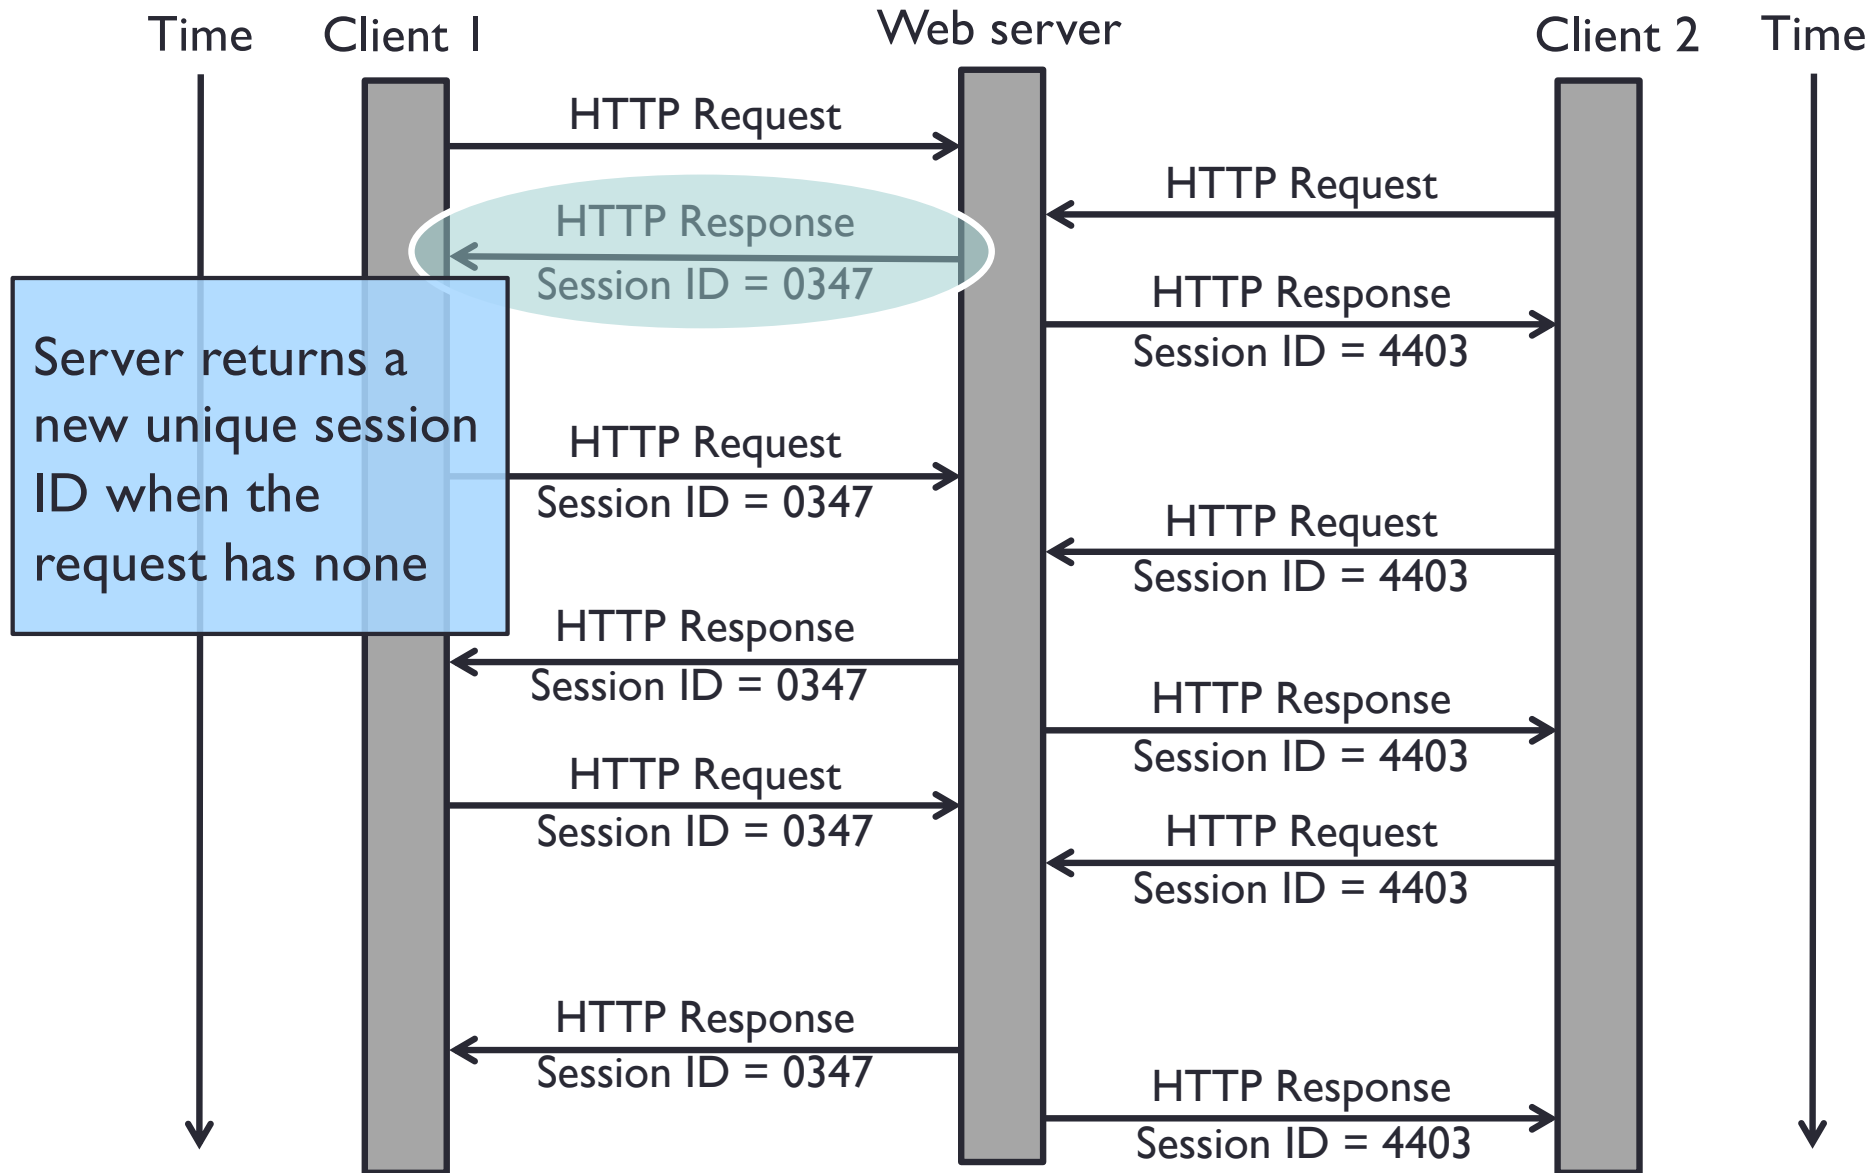 Time
Client 1
Web server
Client 2
Time
HTTP Request
HTTP Request
HTTP Response
Session ID = 0347
HTTP Response
Session ID = 4403
Server returns a
new unique session
ID when the
request has none
HTTP Request
Session ID = 0347
HTTP Request
Session ID = 4403
HTTP Response
Session ID = 0347
HTTP Response
Session ID = 4403
HTTP Request
Session ID = 0347
HTTP Request
Session ID = 4403
HTTP Response
Session ID = 0347
HTTP Response
Session ID = 4403